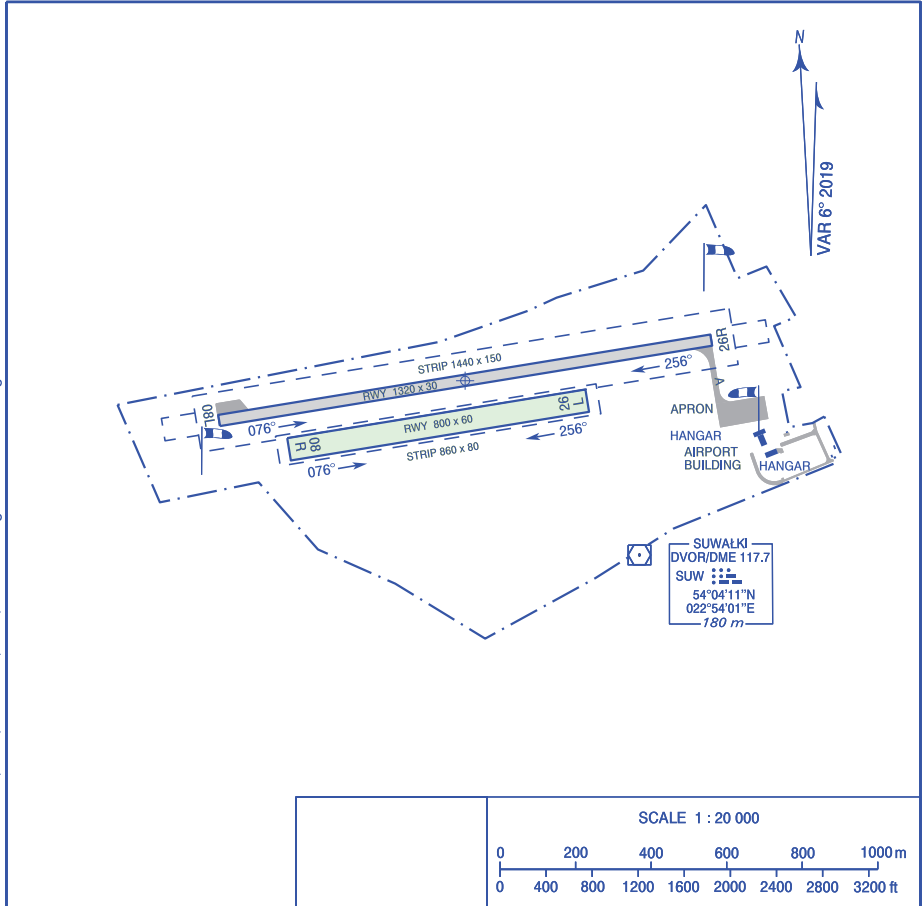 N
VAR 6° 2019
STRIP 1440 x 150
26R
256°
RWY 1320 x 30
A
08L
076°
26 L
APRON
RWY 800 x 60
256°
HANGAR
08 R
STRIP 860 x 80
AIRPORT
BUILDING
HANGAR
076°
SUWAŁKI
DVOR/DME 117.7
SUW
54°04'11"N
022°54'01"E
180 m
SCALE 1 : 20 000
0 200 400 600 800 1000 m
0 400 800 1200 1600 2000 2400 2800 3200 ft